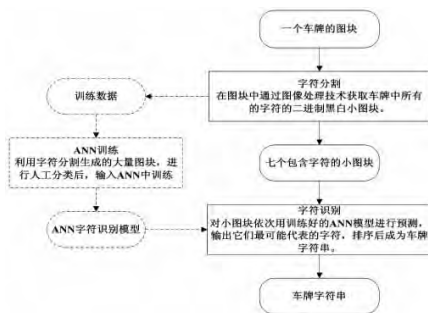 一个车牌的图块
字符分割
在图块中通过图像处理技术获取车牌中所有
的字符的二进制黑白小图块。
训练数据
ANN训练
利用字符分割生成的大量图块，进
行人工分类后，输入ANN中训练
七个包含字符的小图块
ANN字符识别模型
字符识别
对小图块依次用训练好的ANN模型进行预测，
输出它们最可能代表的字符，排序后成为车牌
字符串。
车牌字符串